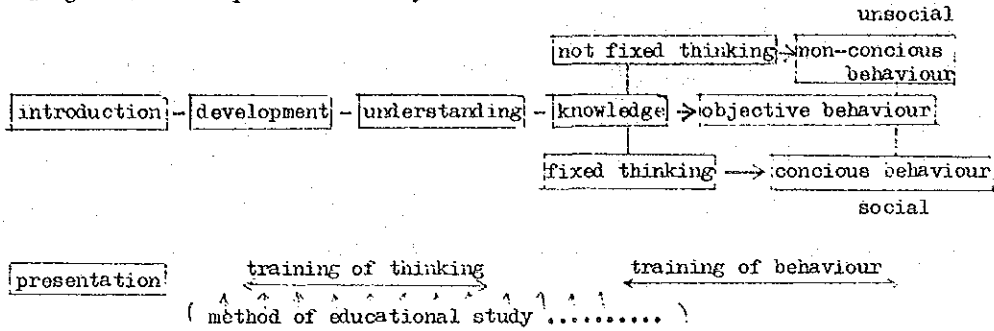 unsocial
not fixed thinking non-concious
behaviour
introduction - development - understanding - knowledge objective behaviour
fixed thinking concious behaviour
social
training of thinking training of behaviour
presentation
( method of educational study .......... )